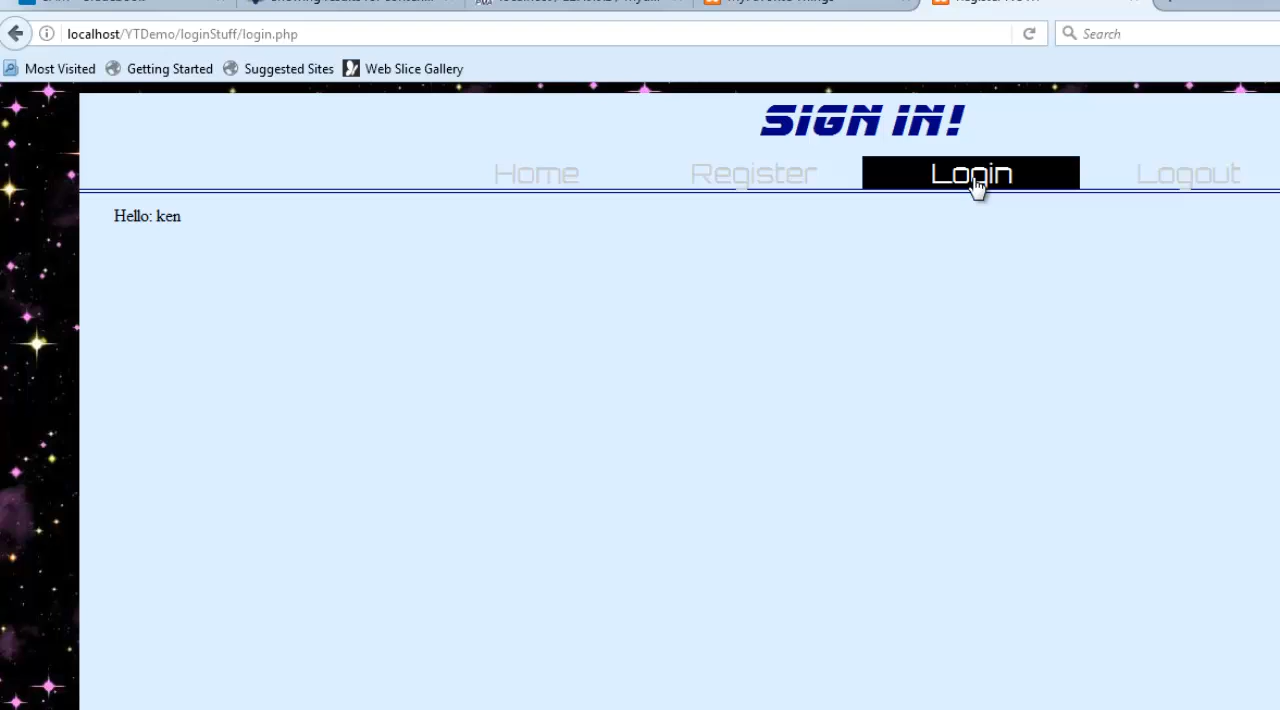 localhost/YTDemo/loginStuff/login.php
Search
Most Visited Getting Started Suggested Sites Web Slice Gallery
SIGN IN!
Home Register Login Logout
Hello: ken